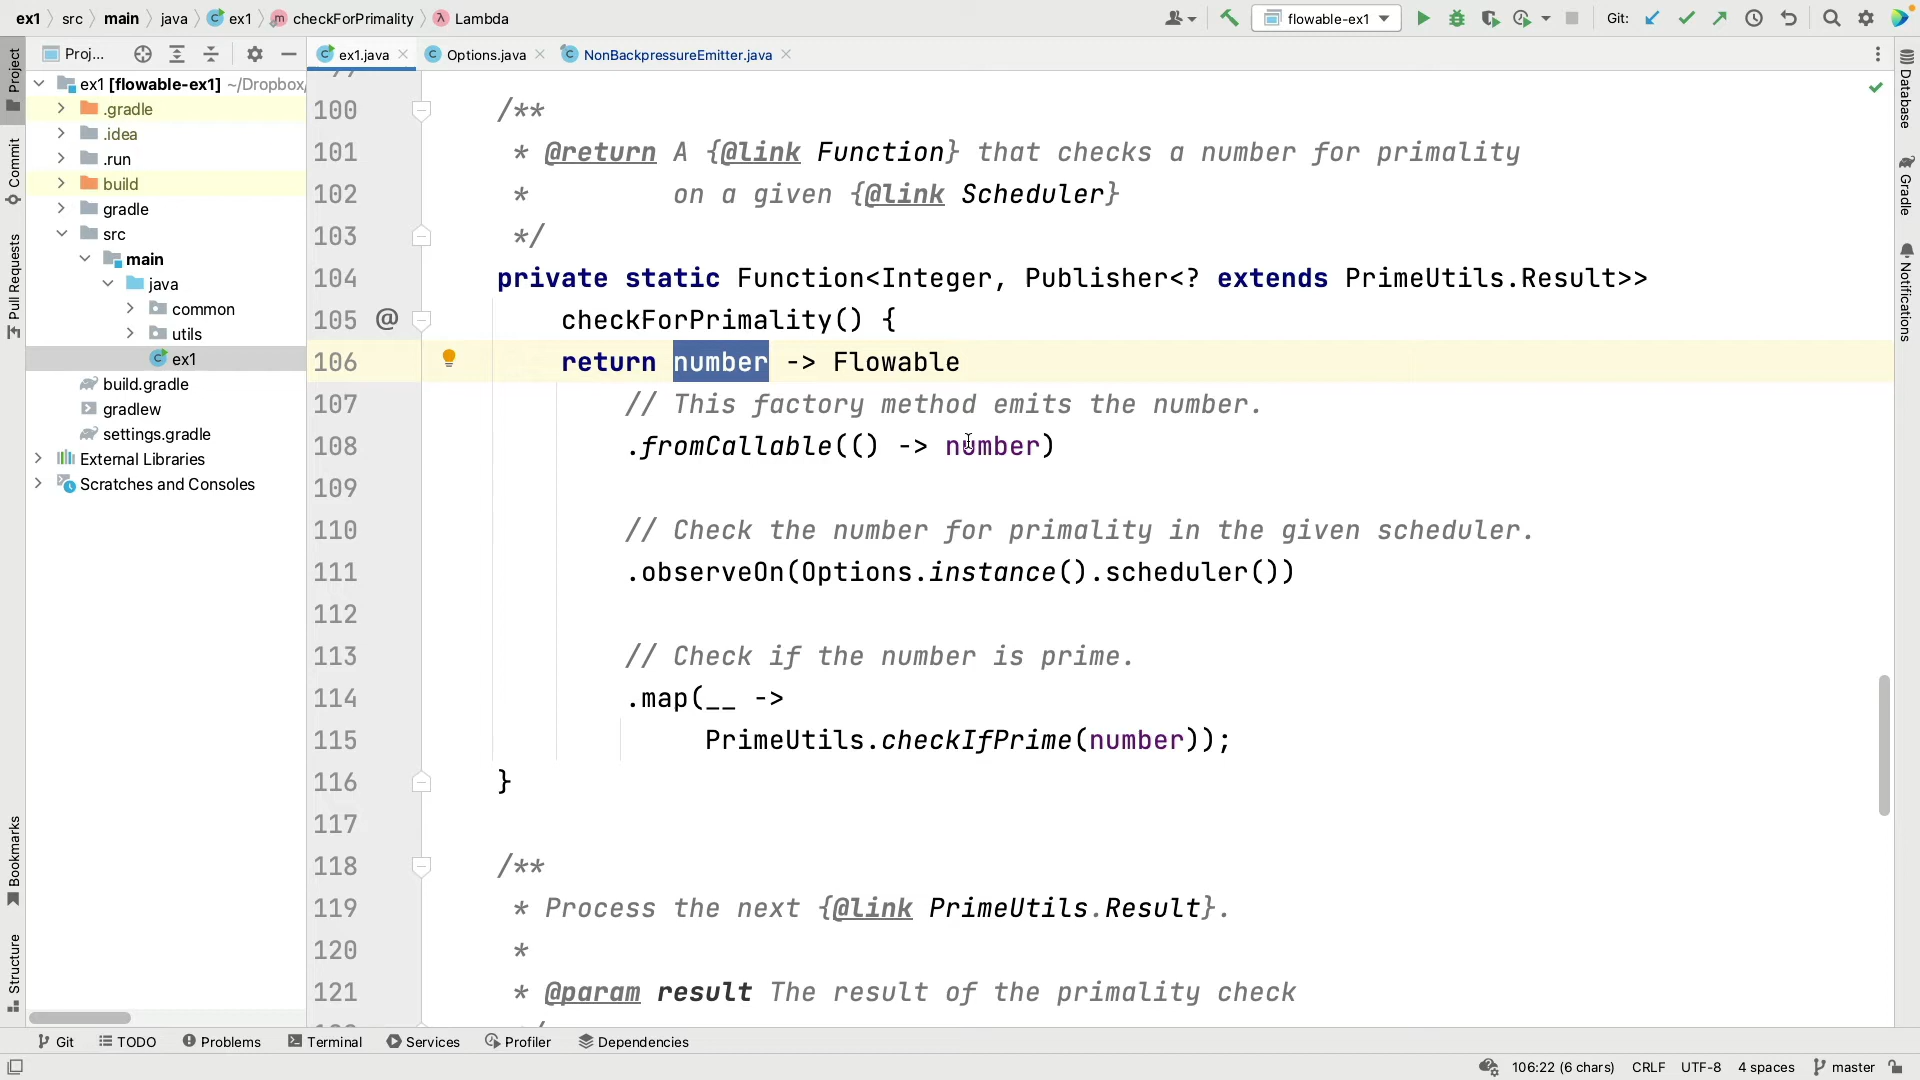 ex1 src main java ex1 checkForPrimality Lambda flowable-ex1 Git:
Proj... ex1.java Options.java NonBackpressureEmitter.java
Project
Commit
Pull Requests
Bookmarks
Structure
ex1 [flowable-ex1] ~/Dropbox/
.gradle
.idea
.run
build
gradle
src
main
java
common
utils
ex1
build.gradle
gradlew
settings.gradle
External Libraries
Scratches and Consoles
100 /**
101 * @return A {@link Function} that checks a number for primality
102 * on a given {@link Scheduler}
103 */
104 private static Function<Integer, Publisher<? extends PrimeUtils.Result>>
105 @ checkForPrimality() {
106 return number -> Flowable
107 // This factory method emits the number.
108 .fromCallable(() -> number)
109
110 // Check the number for primality in the given scheduler.
111 .observeOn(Options.instance().scheduler())
112
113 // Check if the number is prime.
114 .map(__ ->
115 PrimeUtils.checkIfPrime(number));
116 }
117
118 /**
119 * Process the next {@link PrimeUtils.Result}.
120 *
121 * @param result The result of the primality check
Database
Gradle
Notifications
Git TODO Problems Terminal Services Profiler Dependencies
106:22 (6 chars) CRLF UTF-8 4 spaces master